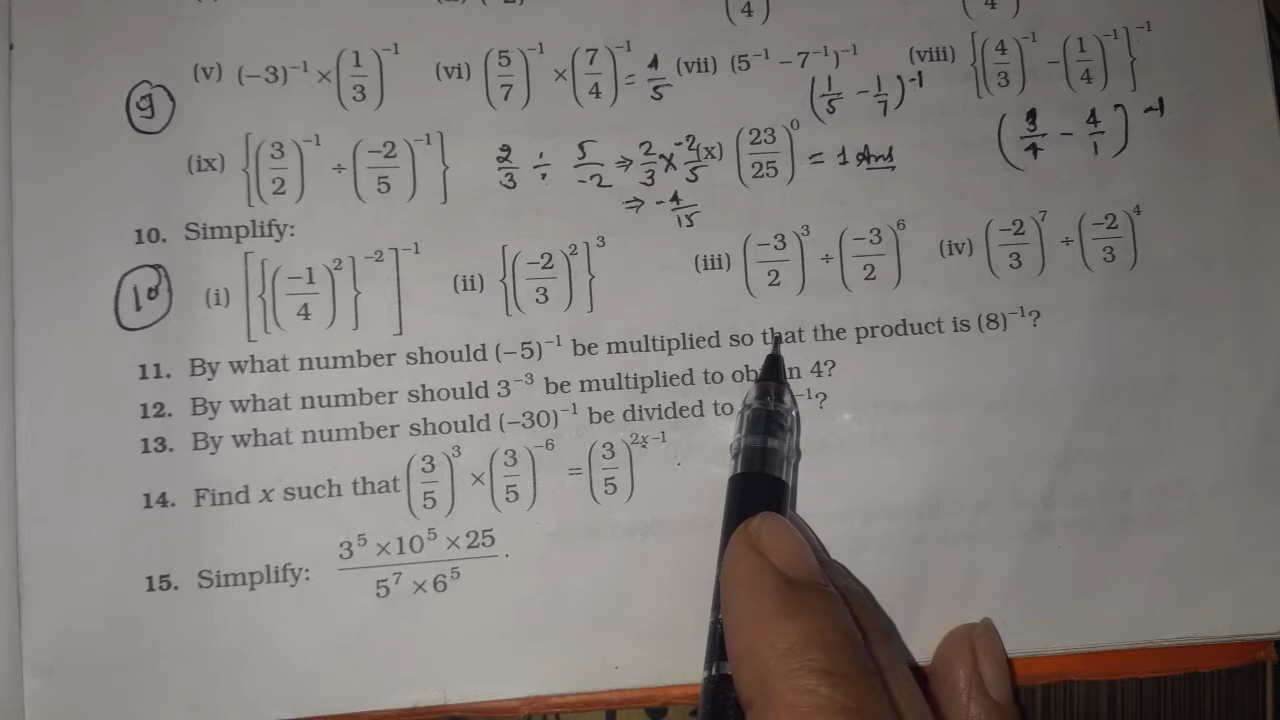 (v) (−3)⁻¹ × (1/3)⁻¹ (vi) (5/7)⁻¹ × (7/4)⁻¹ = 4/5 (vii) (5⁻¹ − 7⁻¹)⁻¹ (viii) {(4/3)⁻¹ − (1/4)⁻¹}⁻¹
9 (1/5 − 1/7)⁻¹ (3/4 − 4/1)⁻¹
(ix) {(3/2)⁻¹ ÷ (−2/5)⁻¹} 2/3 ÷ 5/−2 ⇒ 2/3 × −2/5 (x) (23/25)⁰ = 1 Ans
⇒ −4/15
10. Simplify:
10 (i) [{(−1/4)²}⁻²]⁻¹ (ii) {(−2/3)²}³ (iii) (−3/2)³ ÷ (−3/2)⁶ (iv) (−2/3)⁷ ÷ (−2/3)⁴
11. By what number should (−5)⁻¹ be multiplied so that the product is (8)⁻¹?
12. By what number should 3⁻³ be multiplied to 4?
13. By what number should (−30)⁻¹ be divided to ⁻¹?
14. Find x such that (3/5)³ × (3/5)⁻⁶ = (3/5)²ˣ⁻¹.
15. Simplify: (3⁵ × 10⁵ × 25)/(5⁷ × 6⁵).